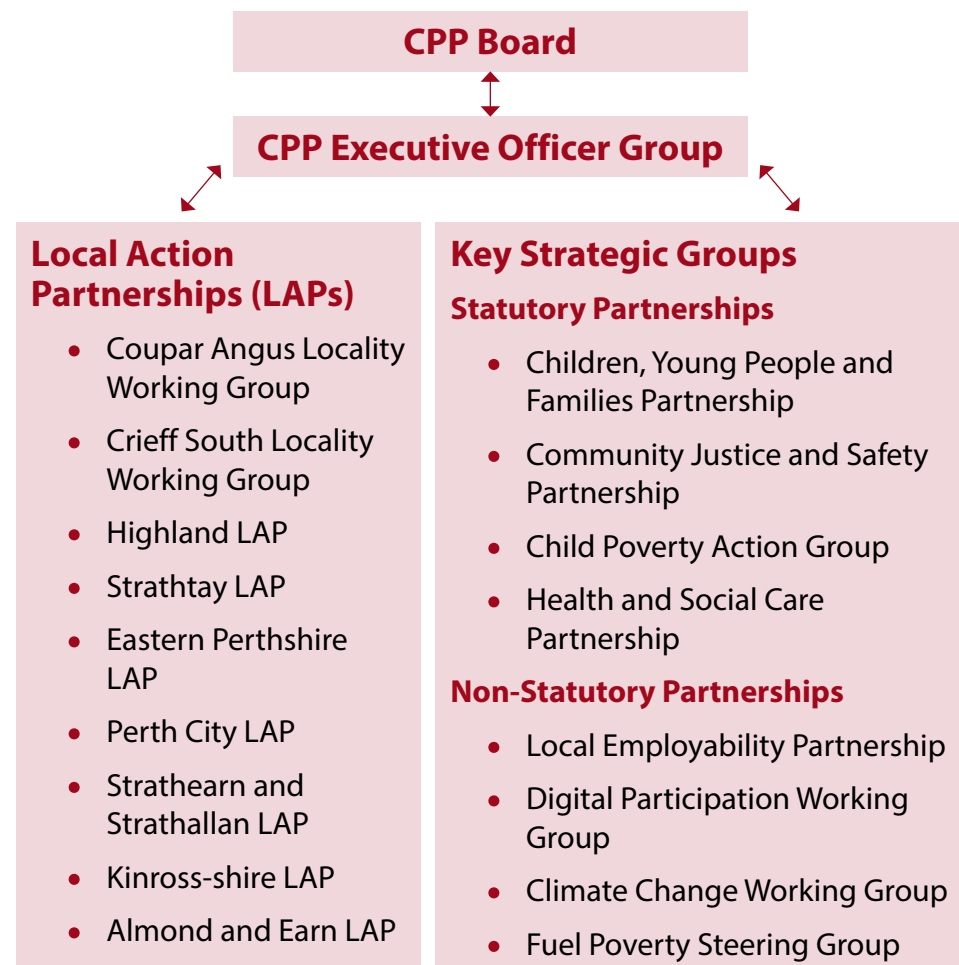 CPP Board
CPP Executive Officer Group
Local Action
Partnerships (LAPs)
• Coupar Angus Locality
Working Group
• Crieff South Locality
Working Group
• Highland LAP
• Strathtay LAP
• Eastern Perthshire
LAP
• Perth City LAP
• Strathearn and
Strathallan LAP
• Kinross-shire LAP
• Almond and Earn LAP
Key Strategic Groups
Statutory Partnerships
• Children, Young People and
Families Partnership
• Community Justice and Safety
Partnership
• Child Poverty Action Group
• Health and Social Care
Partnership
Non-Statutory Partnerships
• Local Employability Partnership
• Digital Participation Working
Group
• Climate Change Working Group
• Fuel Poverty Steering Group